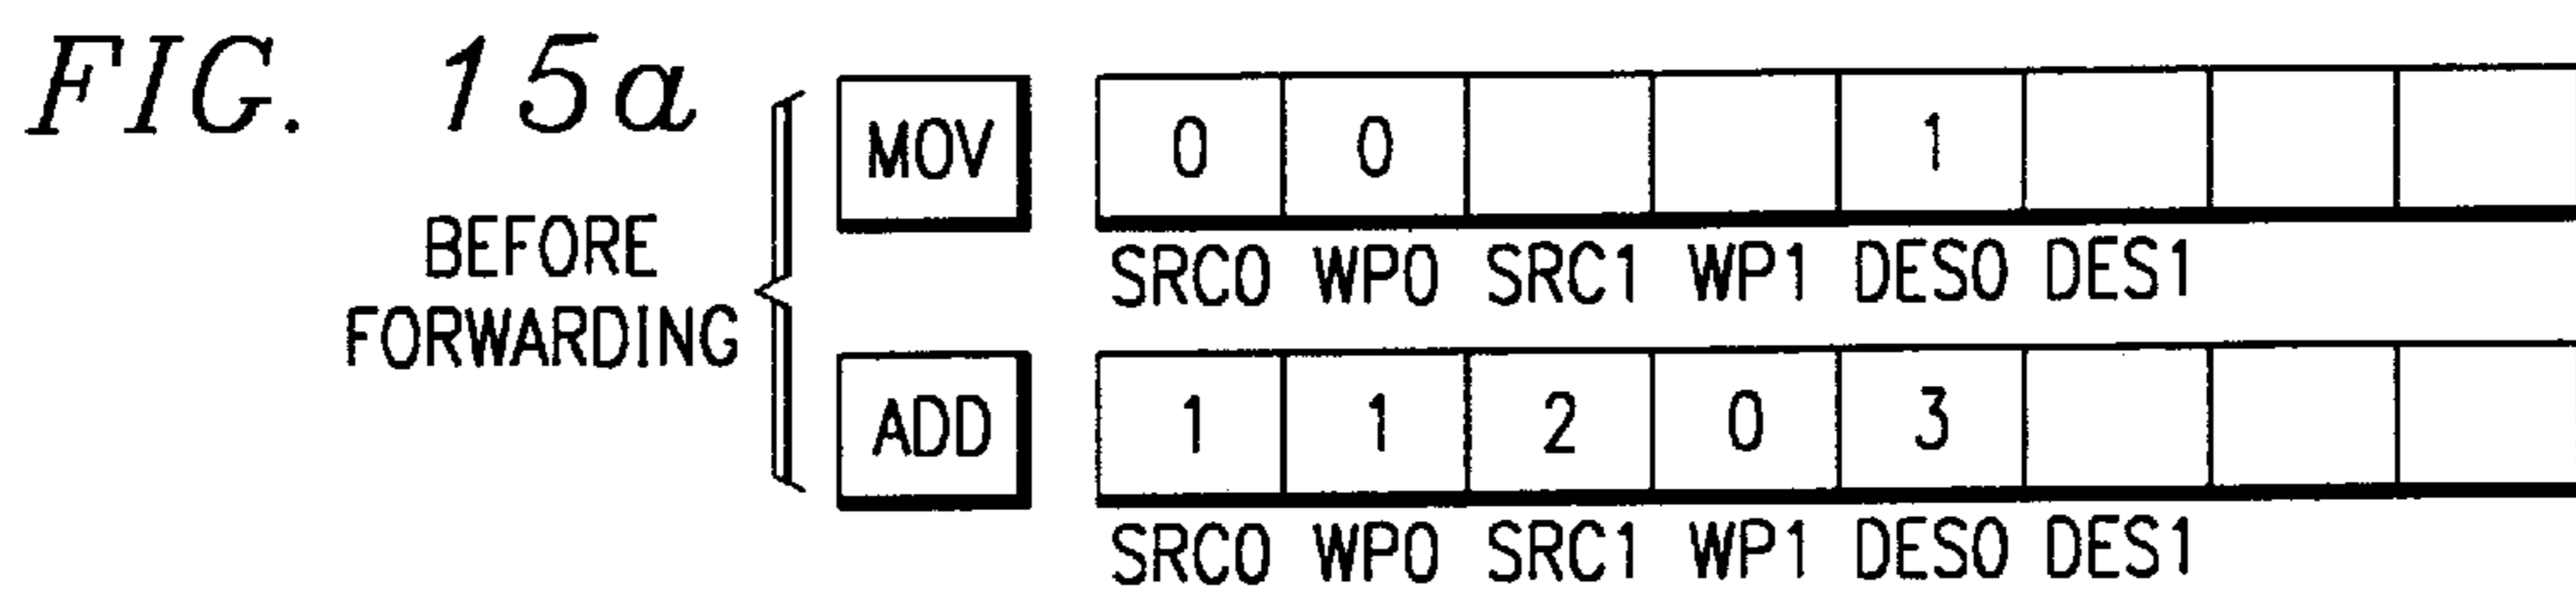 FIG. 15a
MOV 0 0 1
SRC0 WP0 SRC1 WP1 DES0 DES1
BEFORE
FORWARDING
ADD 1 1 2 0 3
SRC0 WP0 SRC1 WP1 DES0 DES1